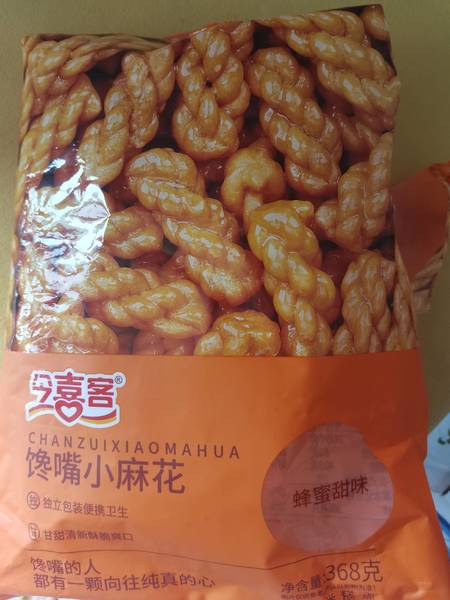 今喜客®
CHANZUIXIAOMAHUA
馋嘴小麻花
独立包装便携卫生
蜂蜜甜味
甘甜清新酥脆爽口
馋嘴的人
都有一颗向往纯真的心
净含量:368克